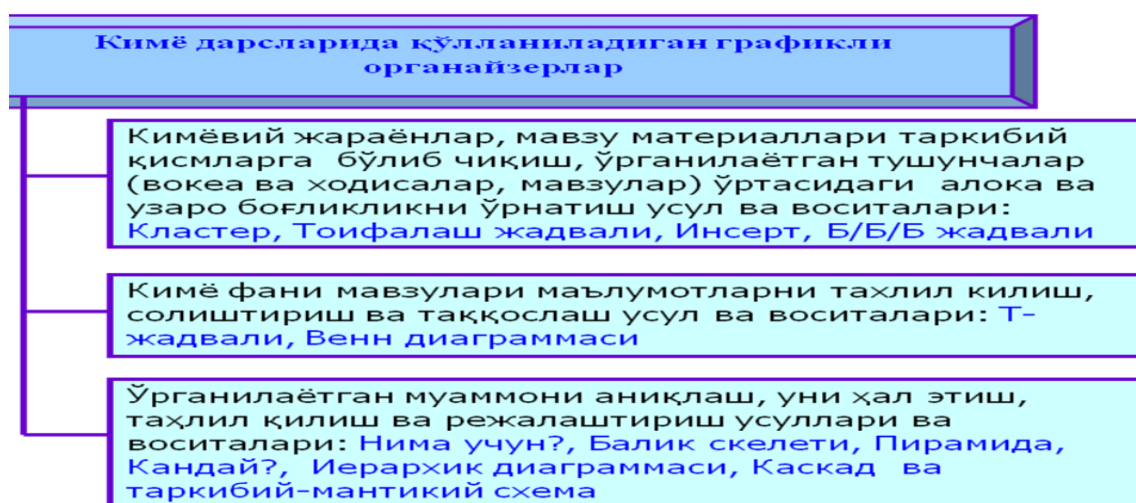 Кимё дарсларида қўлланиладиган графикли
органайзерлар
Кимёвий жараёнлар, мавзу материаллари таркибий
қисмларга бўлиб чиқиш, ўрганилаётган тушунчалар
(вокеа ва ходисалар, мавзулар) ўртасидаги алока ва
узаро боғликликни ўрнатиш усул ва воситалари:
Кластер, Тоифалаш жадвали, Инсерт, Б/Б/Б жадвали
Кимё фани мавзулари маълумотларни тахлил килиш,
солиштириш ва таққослаш усул ва воситалари: Т-
жадвали, Венн диаграммаси
Ўрганилаётган муаммони аниқлаш, уни ҳал этиш,
таҳлил қилиш ва режалаштириш усуллари ва
воситалари: Нима учун?, Балик скелети, Пирамида,
Кандай?, Иерархик диаграммаси, Каскад ва
таркибий-мантикий схема